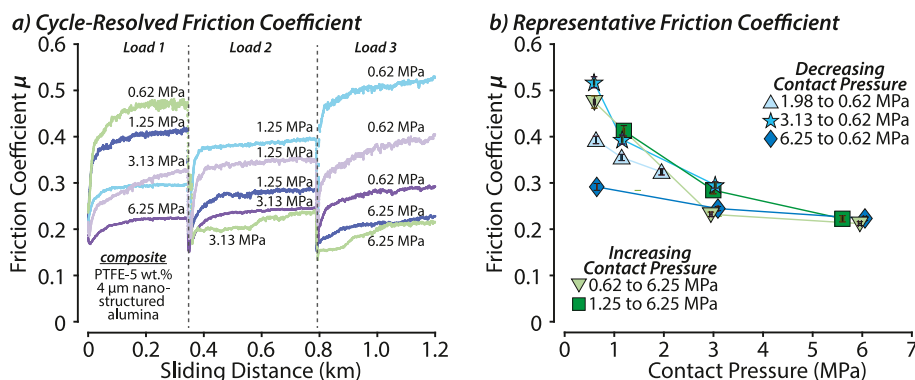 a) Cycle-Resolved Friction Coefficient
Load 1
Load 2
Load 3
0.6
0.5
0.4
0.3
0.2
0.1
0
Friction Coefficient μ
0.62 MPa
1.25 MPa
3.13 MPa
6.25 MPa
1.25 MPa
1.25 MPa
1.25 MPa
3.13 MPa
3.13 MPa
0.62 MPa
0.62 MPa
0.62 MPa
6.25 MPa
6.25 MPa
composite
PTFE-5 wt.%
4 μm nano-
structured
alumina
0 0.2 0.4 0.6 0.8 1.0 1.2
Sliding Distance (km)
b) Representative Friction Coefficient
0.6
0.5
0.4
0.3
0.2
0.1
0
Friction Coefficient μ
Decreasing
Contact Pressure
1.98 to 0.62 MPa
3.13 to 0.62 MPa
6.25 to 0.62 MPa
Increasing
Contact Pressure
0.62 to 6.25 MPa
1.25 to 6.25 MPa
0 1 2 3 4 5 6 7
Contact Pressure (MPa)